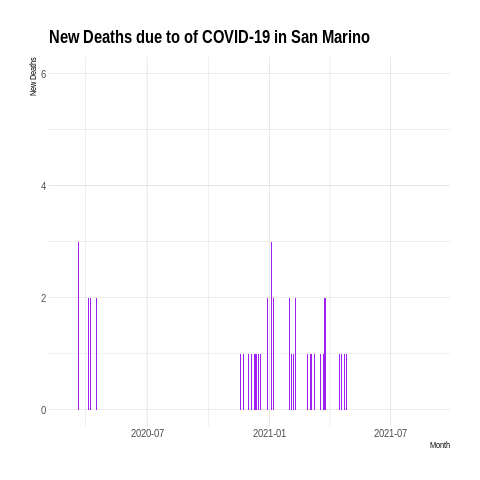 New Deaths due to of COVID-19 in San Marino
New Deaths
6
4
2
0
2020-07 2021-01 2021-07
Month